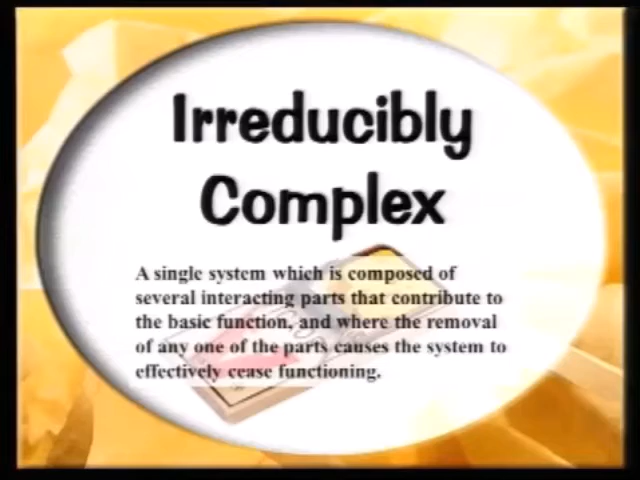 Irreducibly
Complex
A single system which is composed of
several interacting parts that contribute to
the basic function, and where the removal
of any one of the parts causes the system to
effectively cease functioning.